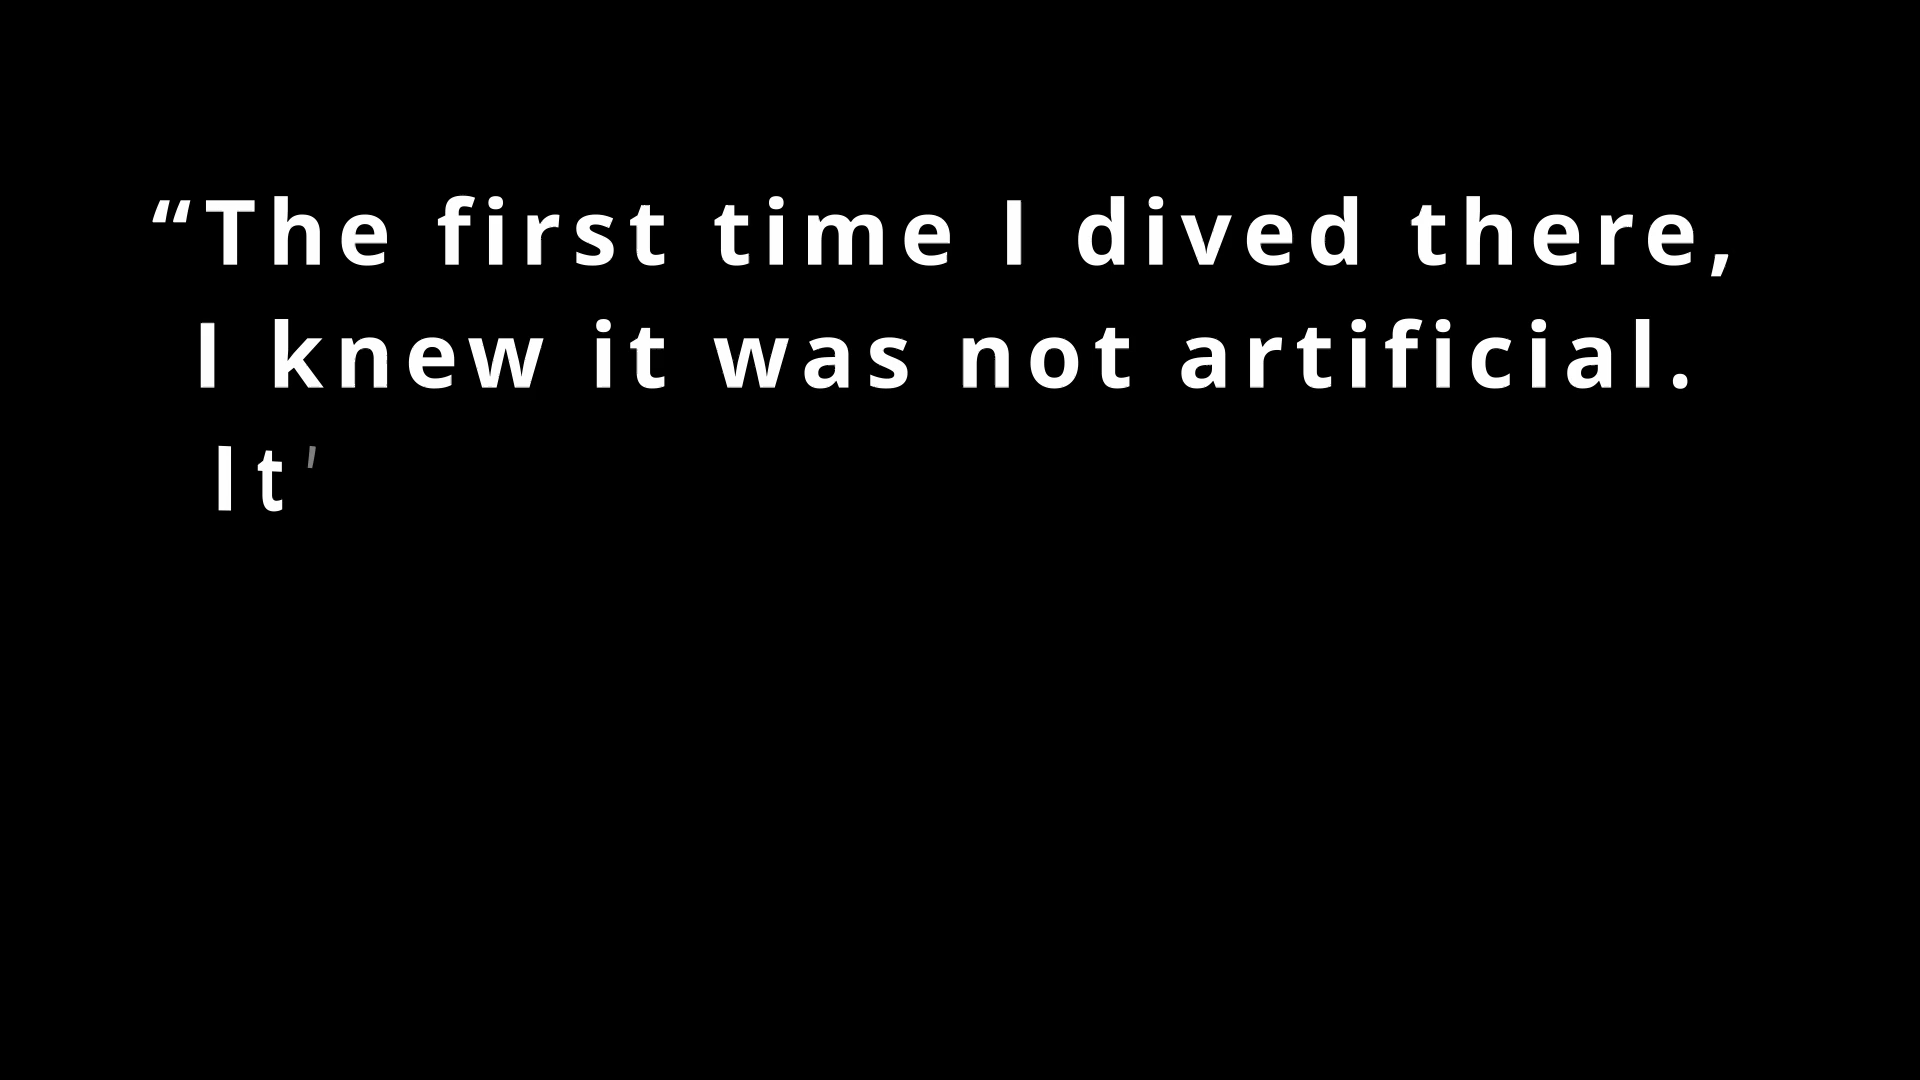 “The first time I dived there,
I knew it was not artificial.
It'